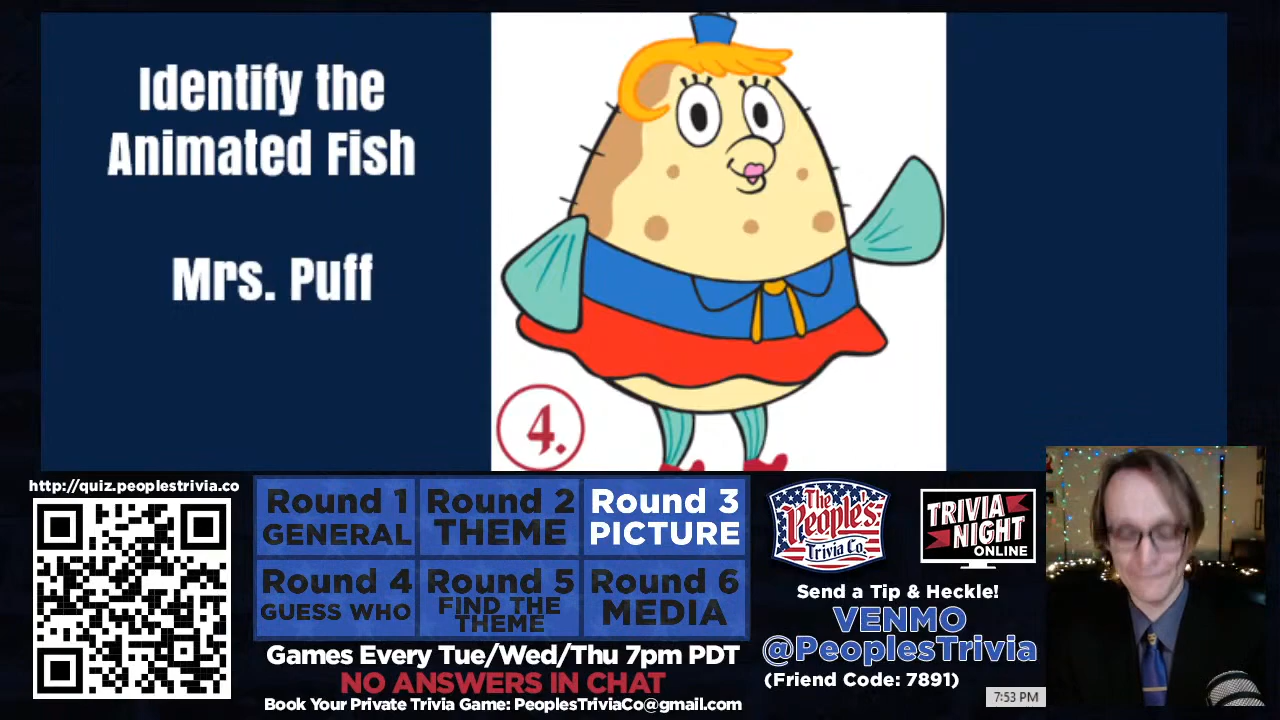 Identify the
Animated Fish
Mrs. Puff
4.
http://quiz.peoplestrivia.co
Round 1
GENERAL
Round 2
THEME
Round 3
PICTURE
Round 4
GUESS WHO
Round 5
FIND THE
THEME
Round 6
MEDIA
Games Every Tue/Wed/Thu 7pm PDT
NO ANSWERS IN CHAT
Book Your Private Trivia Game: PeoplesTriviaCo@gmail.com
The
People's
Trivia Co.
TRIVIA
NIGHT
ONLINE
Send a Tip & Heckle!
VENMO
@PeoplesTrivia
(Friend Code: 7891)
7:53 PM